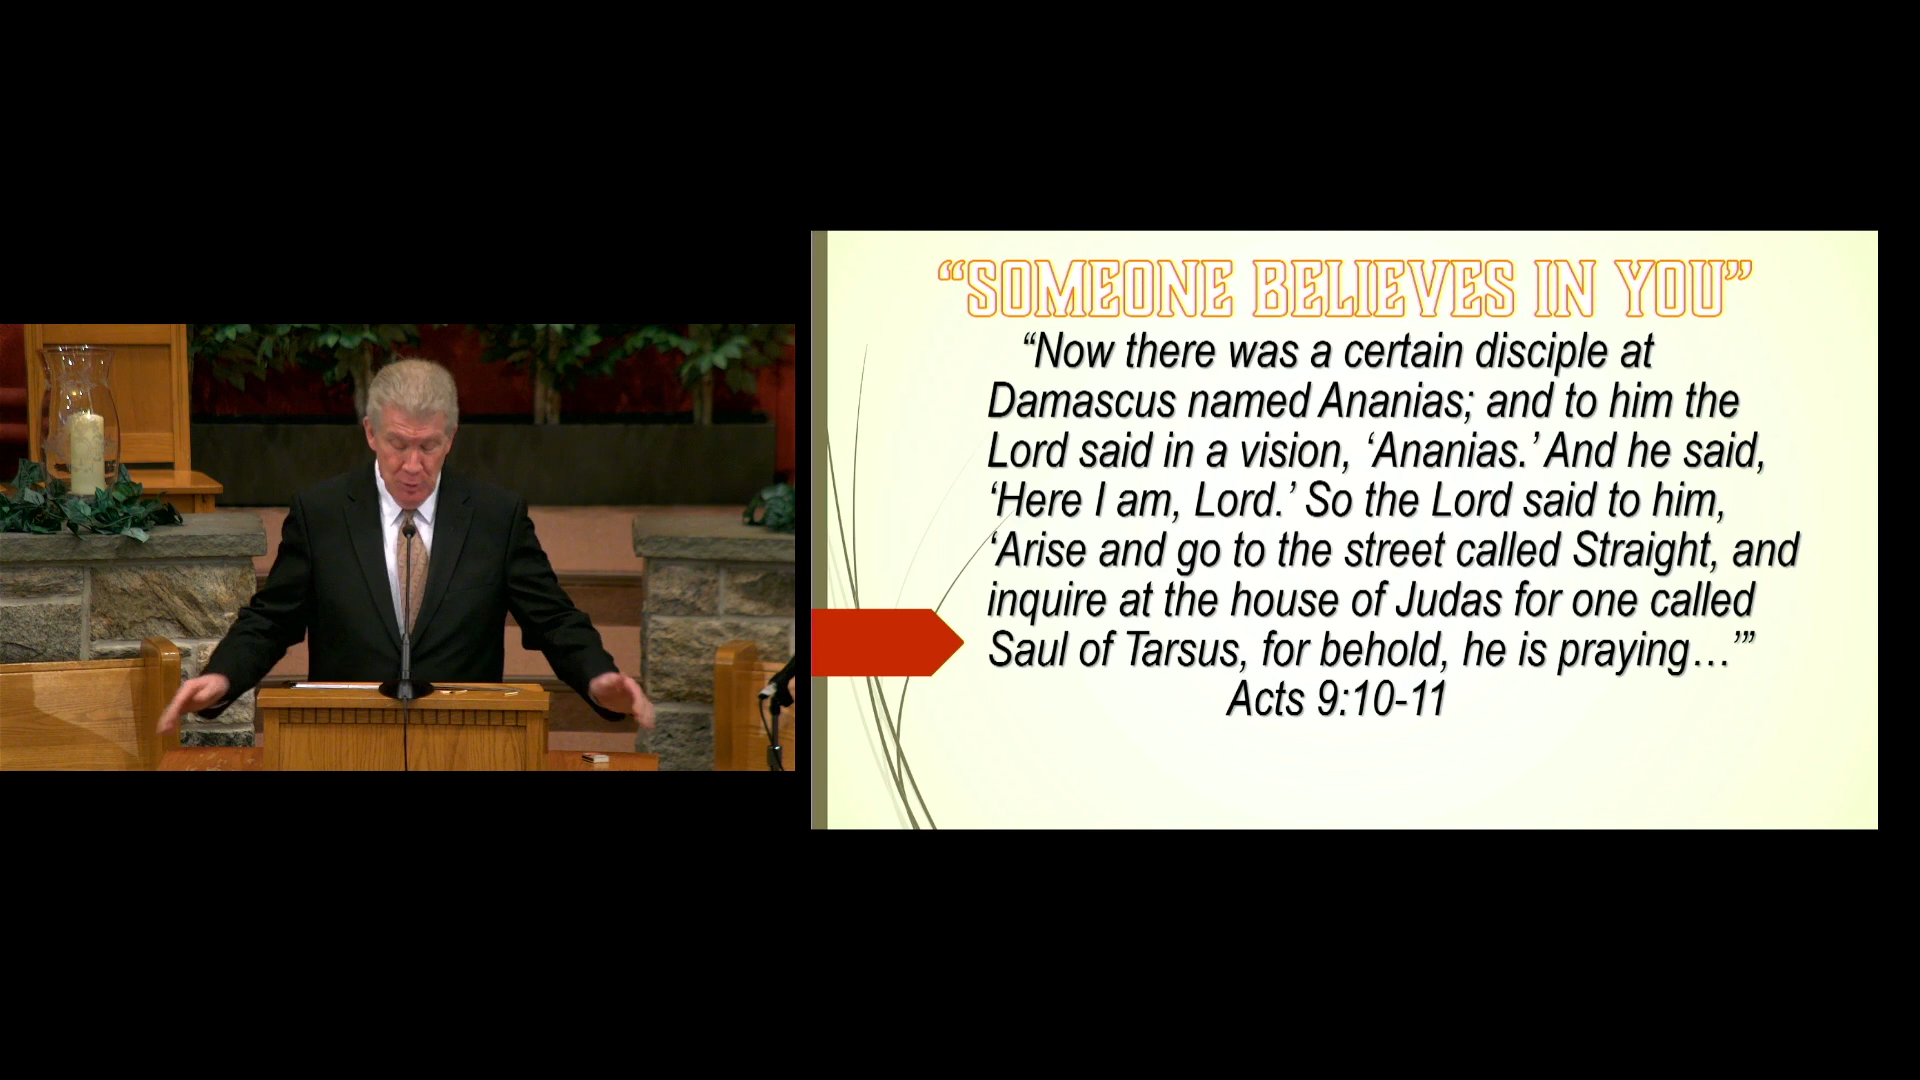 “SOMEONE BELIEVES IN YOU”
“Now there was a certain disciple at
Damascus named Ananias; and to him the
Lord said in a vision, ‘Ananias.’ And he said,
‘Here I am, Lord.’ So the Lord said to him,
‘Arise and go to the street called Straight, and
inquire at the house of Judas for one called
Saul of Tarsus, for behold, he is praying…’”
Acts 9:10-11